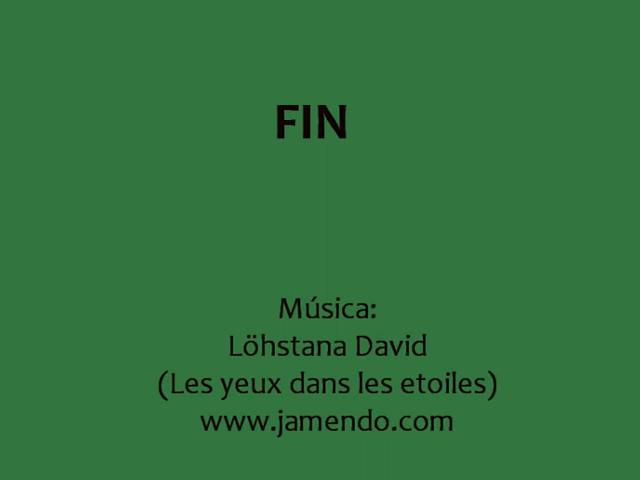 FIN
Música:
Löhstana David
(Les yeux dans les etoiles)
www.jamendo.com